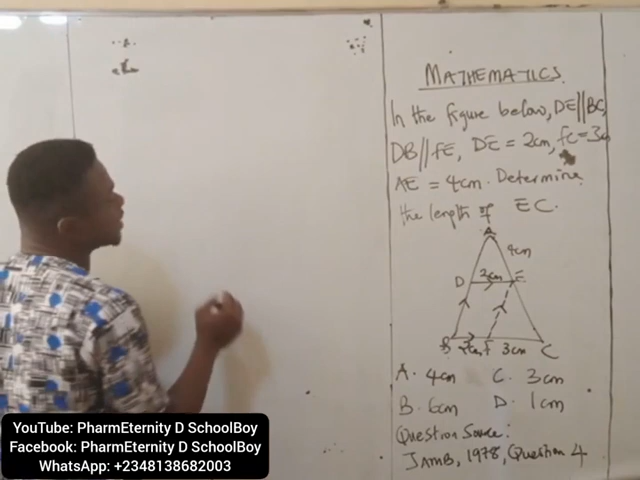 MATHEMATICS
In the figure below, DE//BC,
DB//FE, DE = 2cm, FC = 3cm
AE = 4cm. Determine
the length of EC.
A
4cm
D 2cm E
B 2cm F 3cm C
A. 4cm C. 3cm
B. 6cm D. 1cm
Question Source:
JAMB, 1978, Question 4
YouTube: PharmEternity D SchoolBoy
Facebook: PharmEternity D SchoolBoy
WhatsApp: +2348138682003